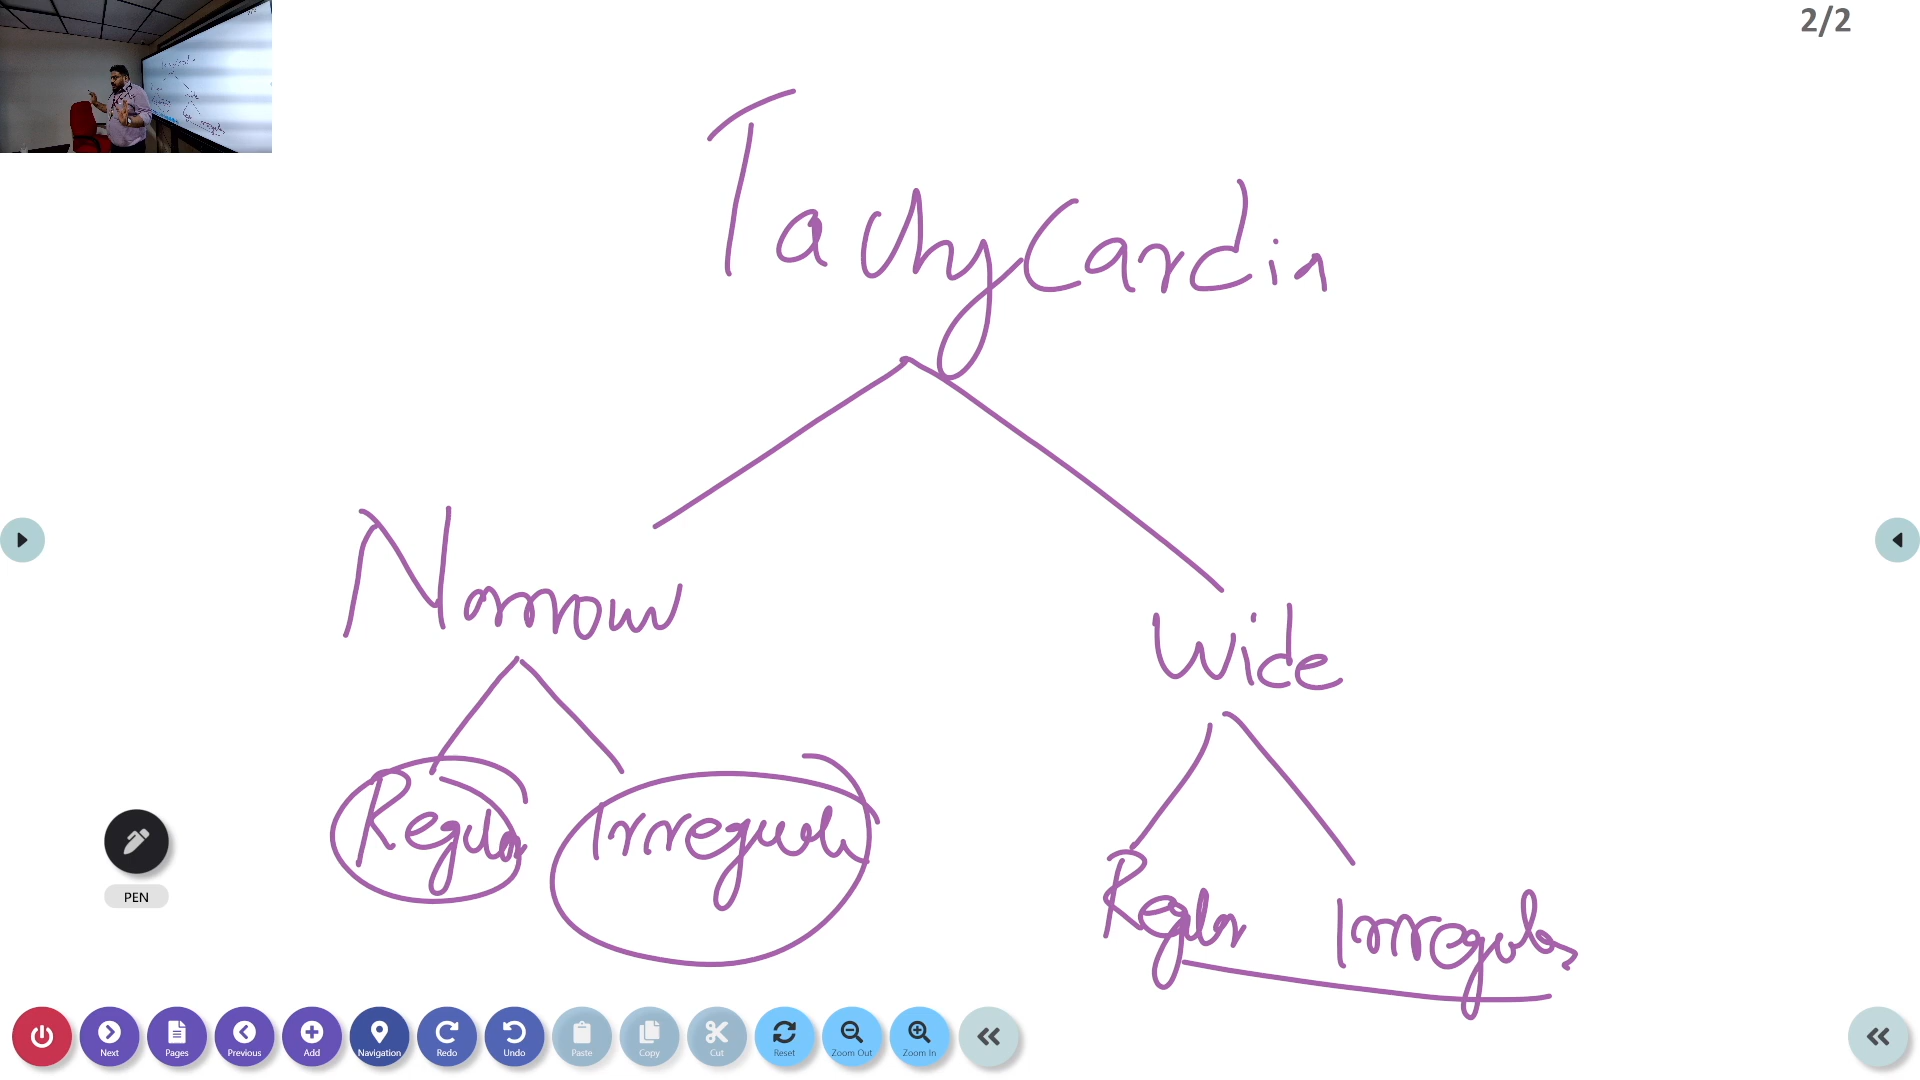 2/2
Tachycardia
Narrow
Wide
Regular Irregular
Regular Irregular
PEN
Next Pages Previous Add Navigation Redo Undo Paste Copy Cut Reset Zoom Out Zoom In